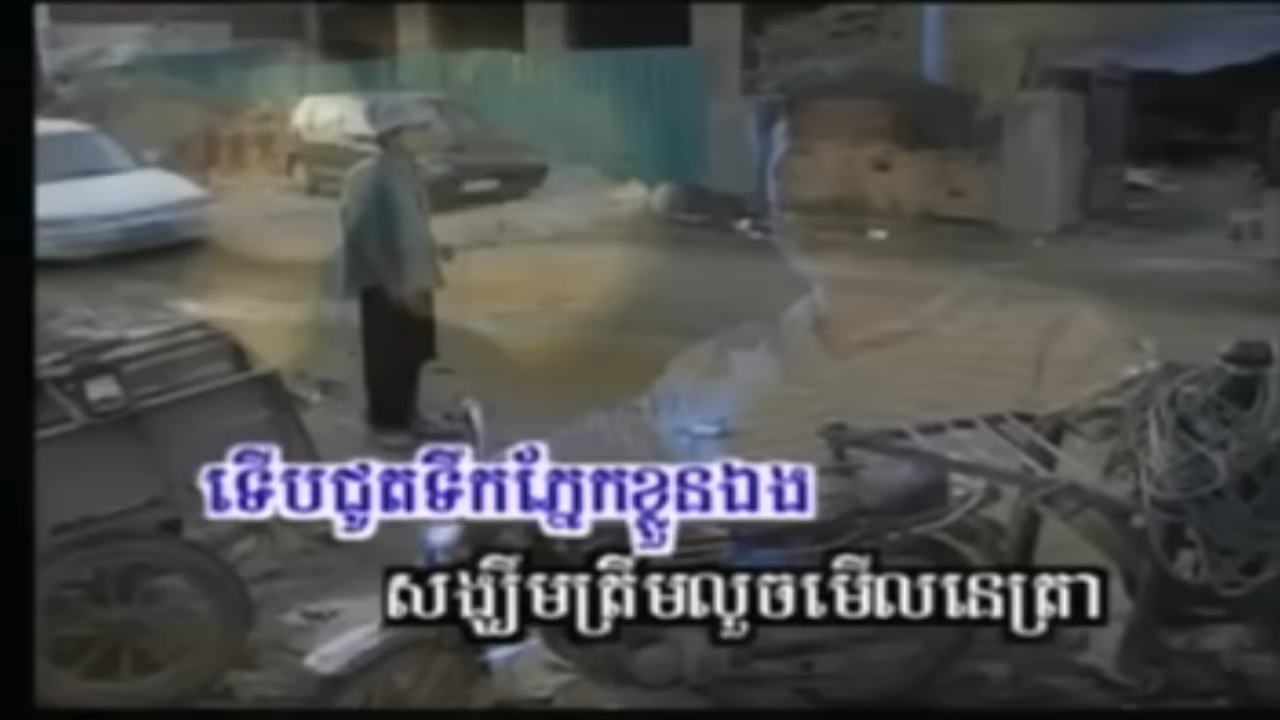 ទើបជូតទឹកភ្នែកខ្លួនឯង
សង្ឃឹមត្រឹមលួចមើលនេត្រា